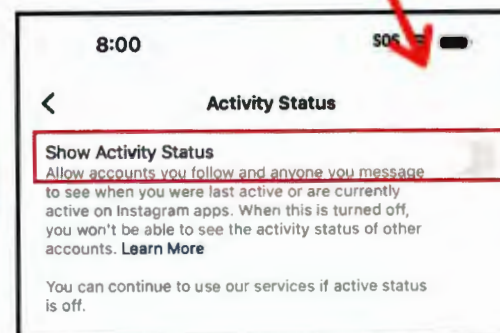 8:00
SOS
Activity Status
Show Activity Status
Allow accounts you follow and anyone you message
to see when you were last active or are currently
active on Instagram apps. When this is turned off,
you won't be able to see the activity status of other
accounts. Learn More
You can continue to use our services if active status
is off.